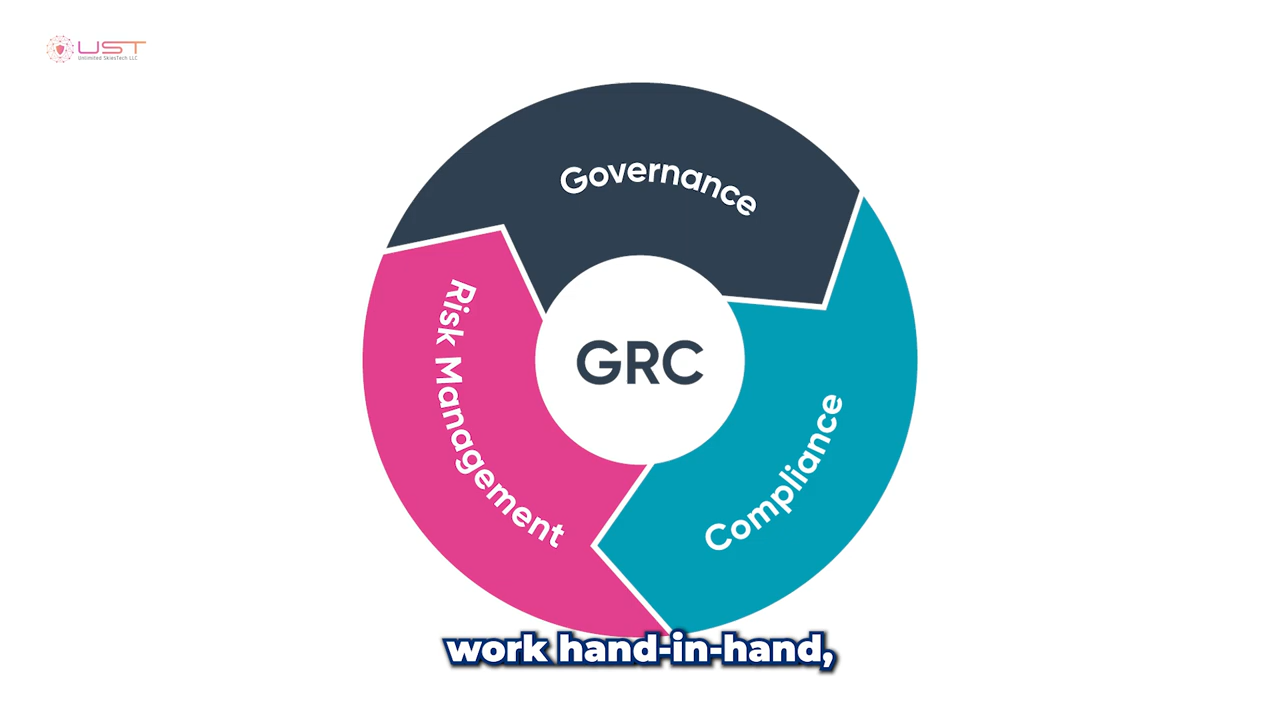 UST
Unlimited SkiesTech LLC
Governance
Risk Management
GRC
Compliance
work hand-in-hand,